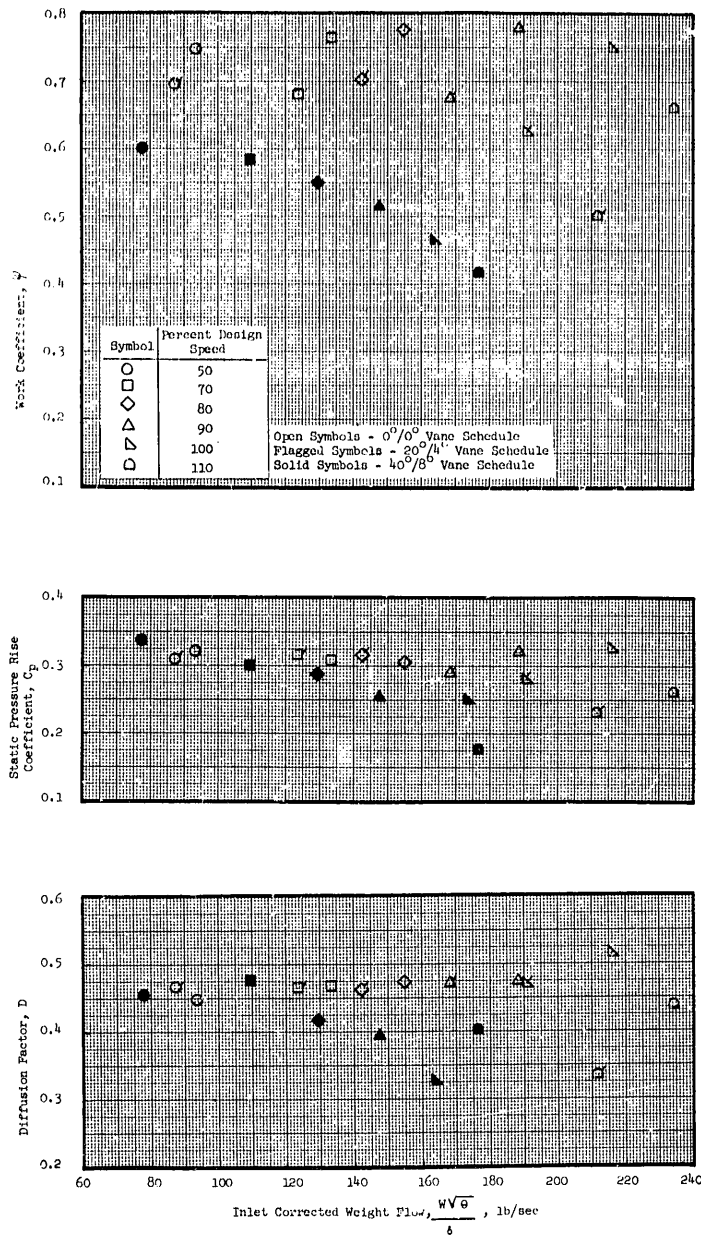 0.8
0.7
0.6
0.5
0.4
0.3
0.2
0.1
Work Coefficient, ψ
Symbol Percent Design Speed
50
70
80
90
100
110
Open Symbols - 0°/0° Vane Schedule
Flagged Symbols - 20°/4° Vane Schedule
Solid Symbols - 40°/8° Vane Schedule
0.4
0.3
0.2
0.1
Static Pressure Rise
Coefficient, Cp
0.6
0.5
0.4
0.3
0.2
Diffusion Factor, D
60 80 100 120 140 160 180 200 220 240
Inlet Corrected Weight Flow, W√θ/δ, lb/sec